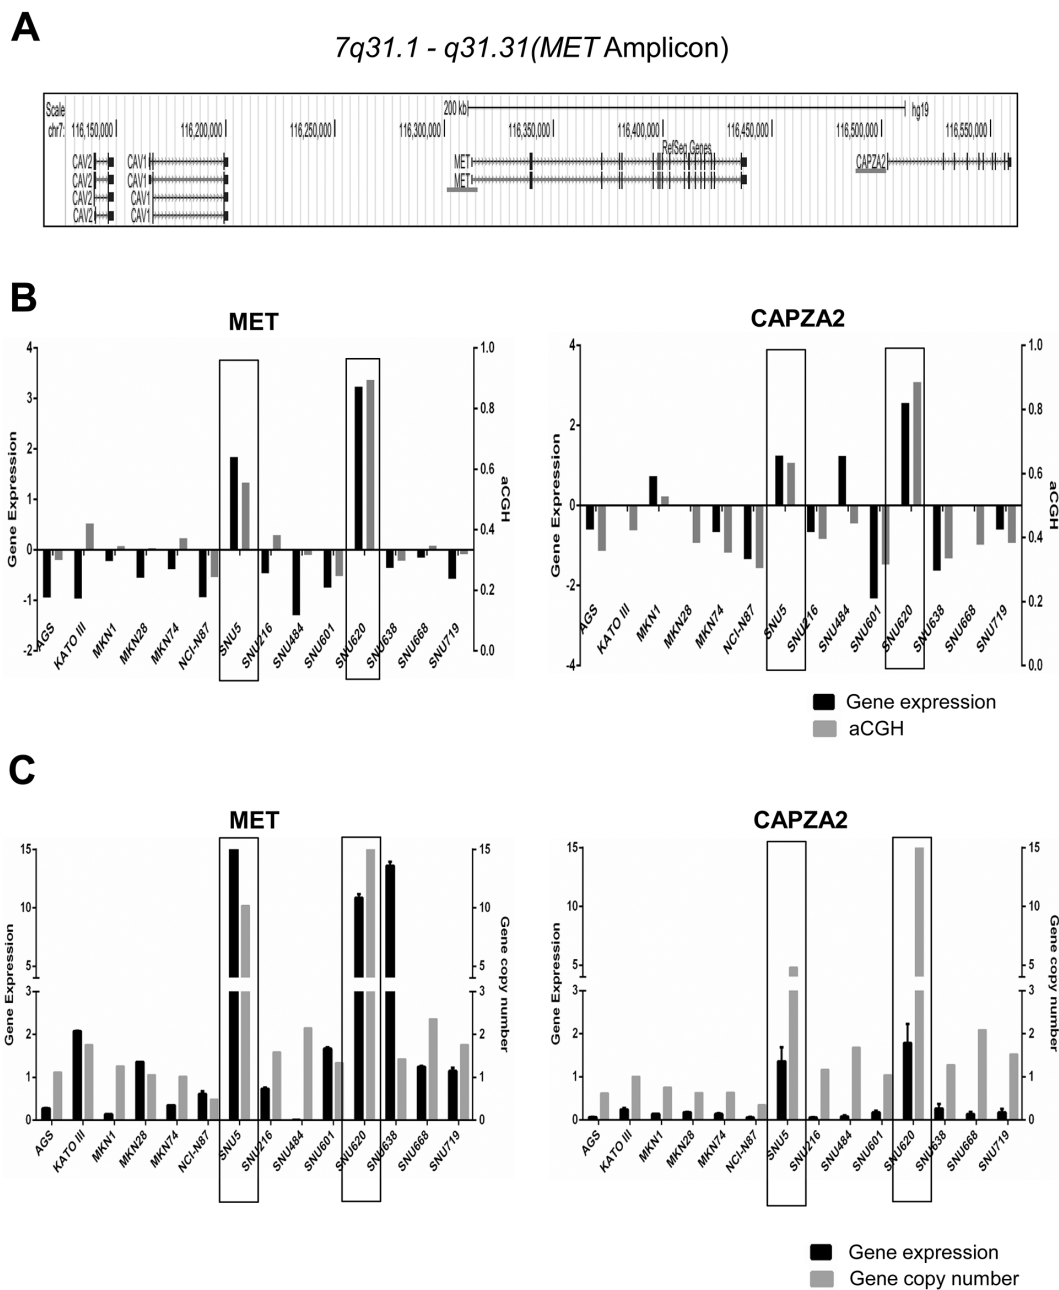 A
7q31.1 - q31.31(MET Amplicon)
Scale 200 kb hg19
chr7: 116,150,000 116,200,000 116,250,000 116,300,000 116,350,000 116,400,000 116,450,000 116,500,000 116,550,000
RefSeq Genes
CAV2 CAV1 MET CAPZA2
CAV2 CAV1 MET
CAV2 CAV1
CAV2 CAV1
B
MET
4 3 2 1 0 -1 -2
Gene Expression
1.0 0.8 0.6 0.4 0.2 0.0
aCGH
AGS KATO III MKN1 MKN28 MKN74 NCI-N87 SNU5 SNU216 SNU484 SNU601 SNU620 SNU638 SNU668 SNU719
CAPZA2
4 2 0 -2 -4
Gene Expression
1.0 0.8 0.6 0.4 0.2 0.0
aCGH
AGS KATO III MKN1 MKN28 MKN74 NCI-N87 SNU5 SNU216 SNU484 SNU601 SNU620 SNU638 SNU668 SNU719
Gene expression
aCGH
C
MET
15 10 5 3 2 1 0
Gene Expression
15 10 5 3 2 1 0
Gene copy number
AGS KATO III MKN1 MKN28 MKN74 NCI-N87 SNU5 SNU216 SNU484 SNU601 SNU620 SNU638 SNU668 SNU719
CAPZA2
15 10 5 3 2 1 0
Gene Expression
15 10 5 3 2 1 0
Gene copy number
AGS KATO III MKN1 MKN28 MKN74 NCI-N87 SNU5 SNU216 SNU484 SNU601 SNU620 SNU638 SNU668 SNU719
Gene expression
Gene copy number